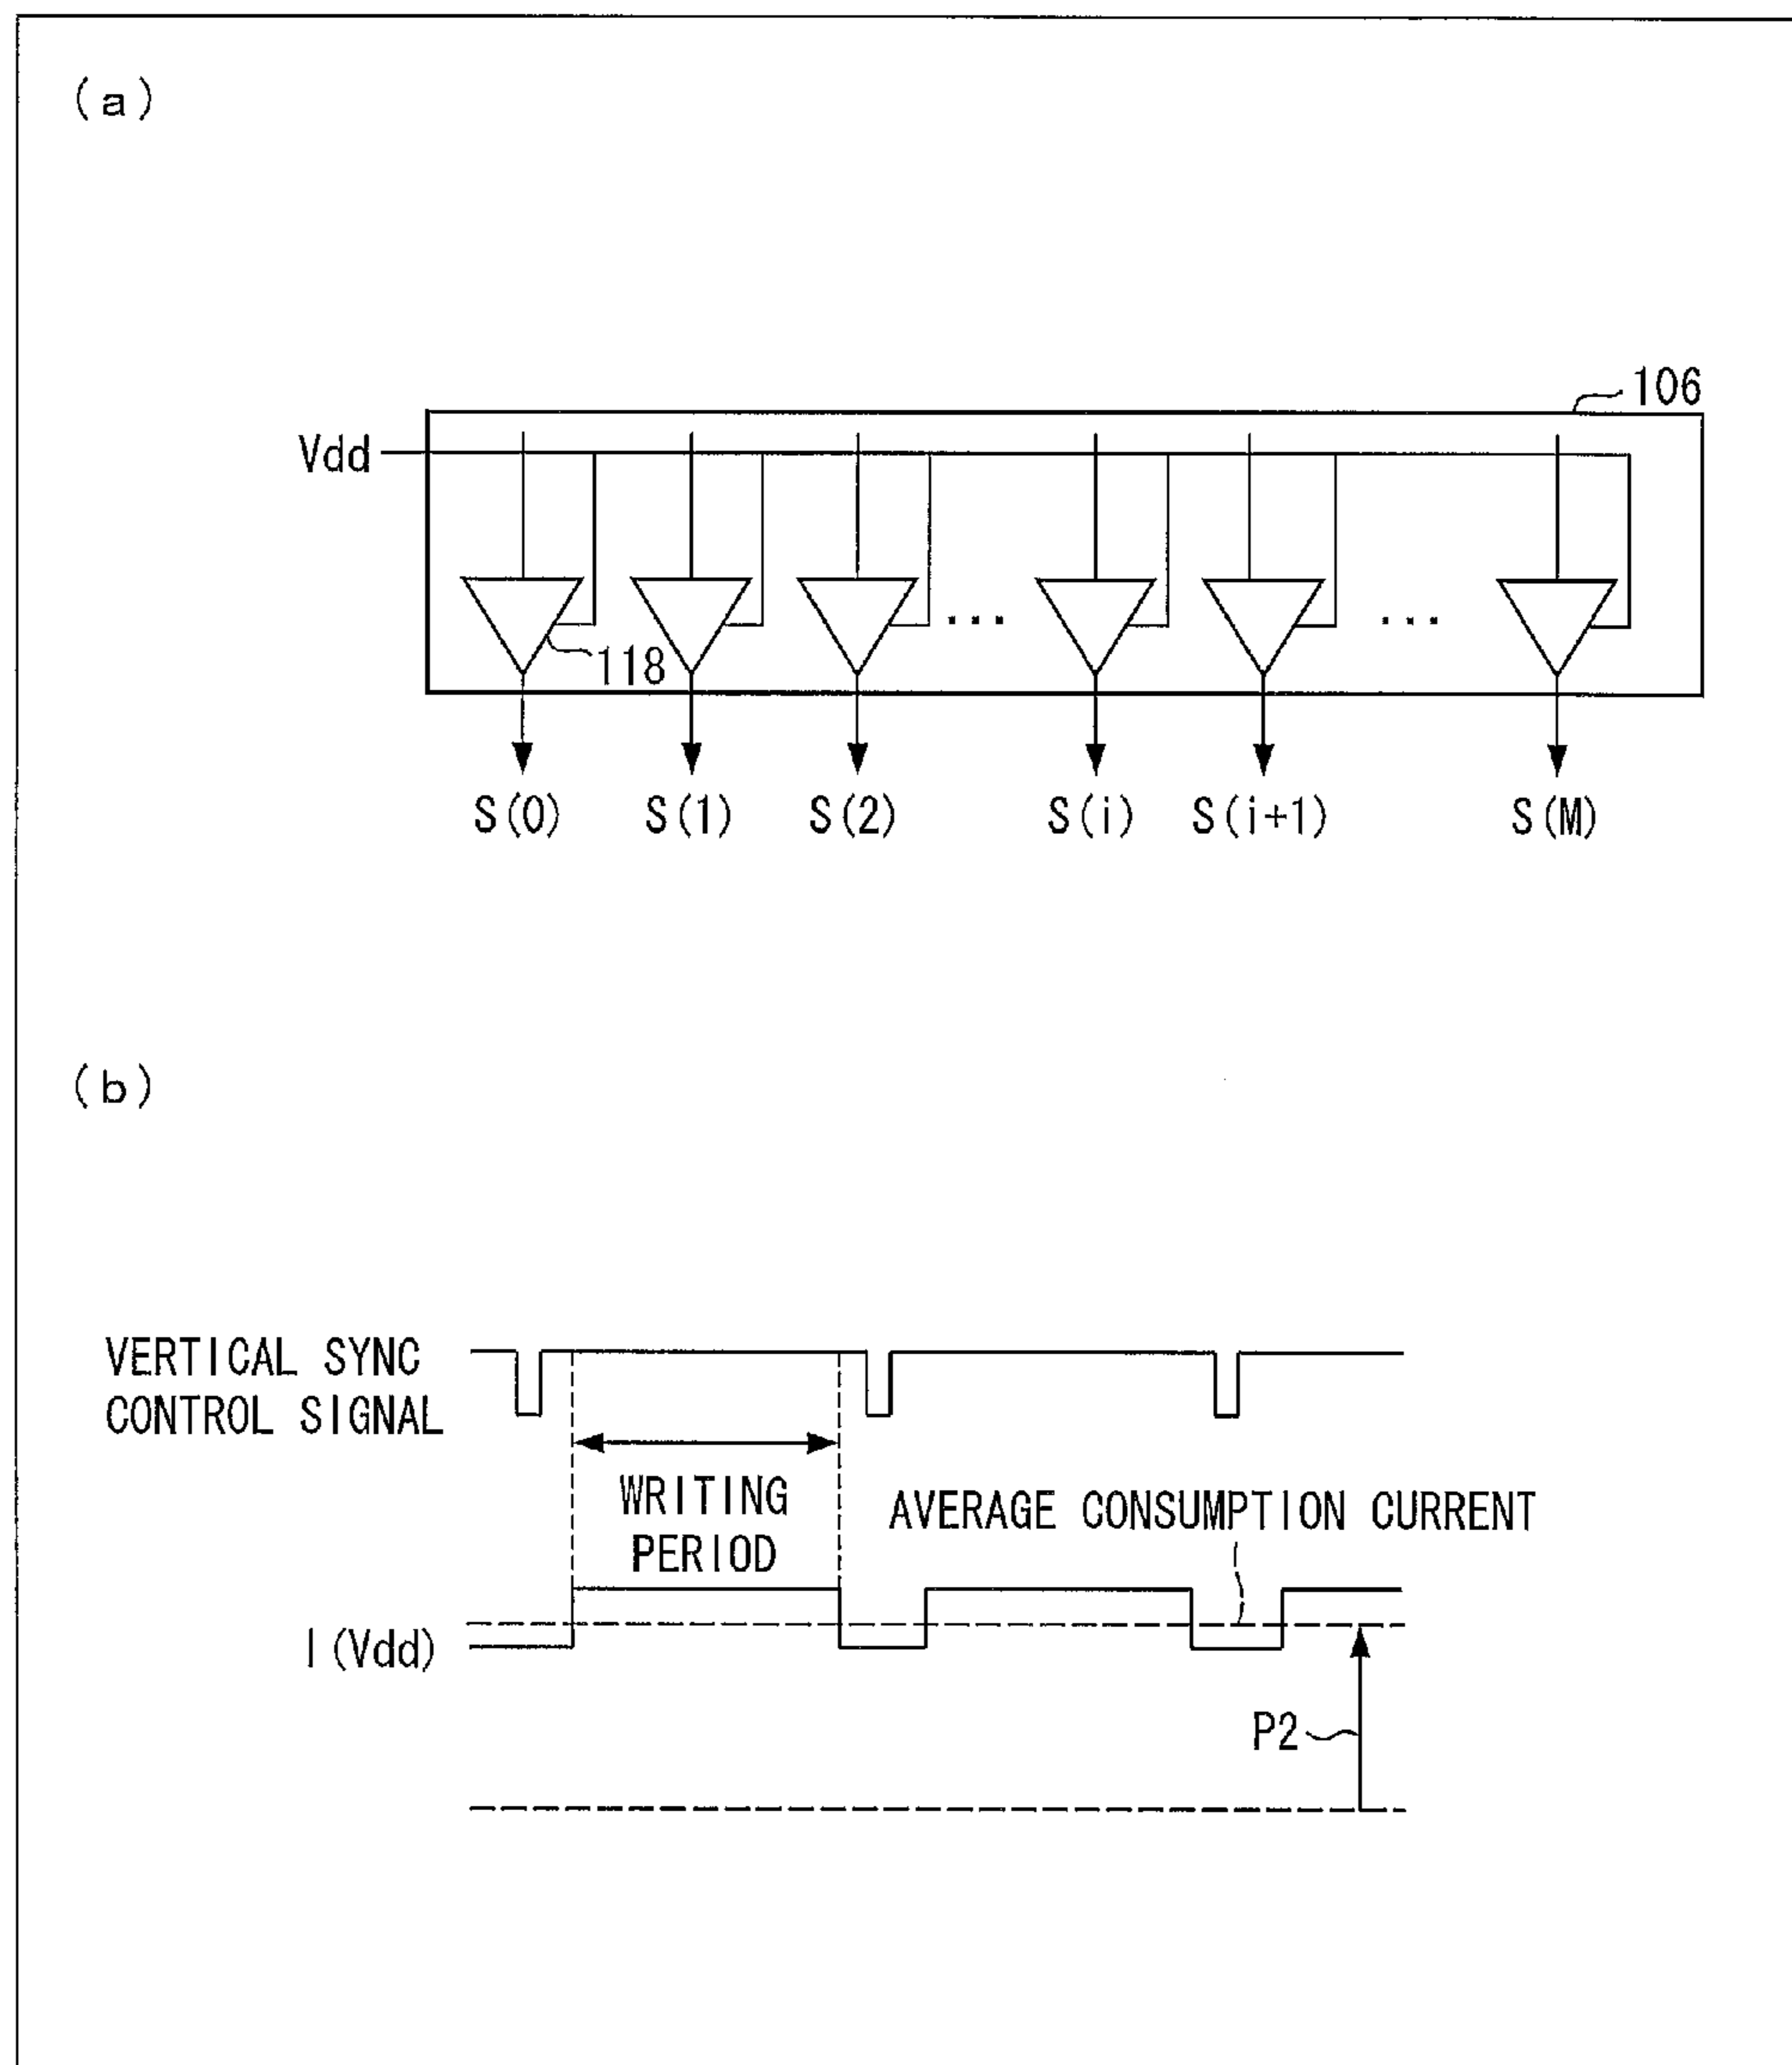 (a)
106
Vdd
...
...
118
S(0) S(1) S(2) S(i) S(i+1) S(M)
(b)
VERTICAL SYNC
CONTROL SIGNAL
WRITING
PERIOD
AVERAGE CONSUMPTION CURRENT
I(Vdd)
P2